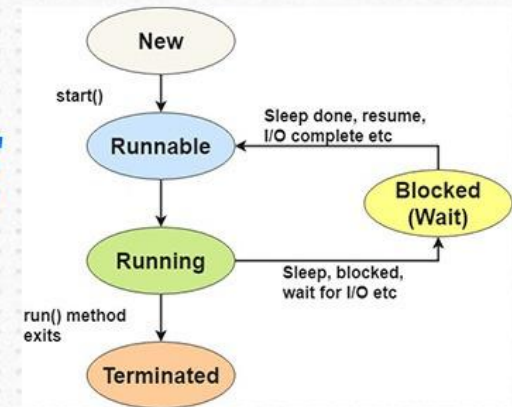 New
start()
Sleep done, resume,
I/O complete etc
Runnable
Blocked
(Wait)
Running
Sleep, blocked,
wait for I/O etc
run() method
exits
Terminated